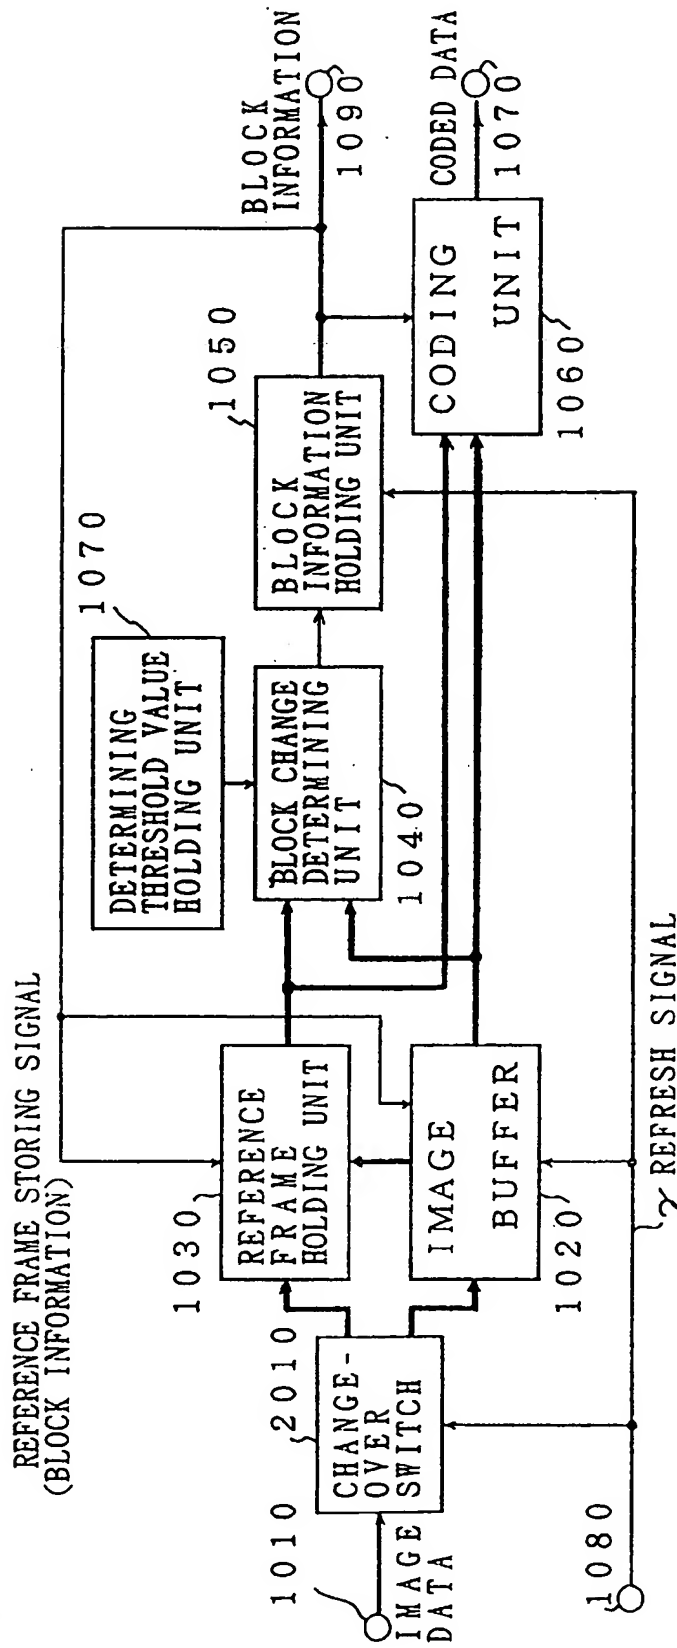 REFERENCE FRAME STORING SIGNAL
(BLOCK INFORMATION)
1010
IMAGE
DATA
2010
CHANGE-
OVER
SWITCH
1030
REFERENCE
FRAME
HOLDING UNIT
IMAGE
BUFFER
1020
1070
DETERMINING
THRESHOLD VALUE
HOLDING UNIT
BLOCK CHANGE
DETERMINING
UNIT
1040
1050
BLOCK
INFORMATION
HOLDING UNIT
BLOCK
INFORMATION
1090
CODING
UNIT
1060
CODED DATA
1070
1080
γ REFRESH SIGNAL